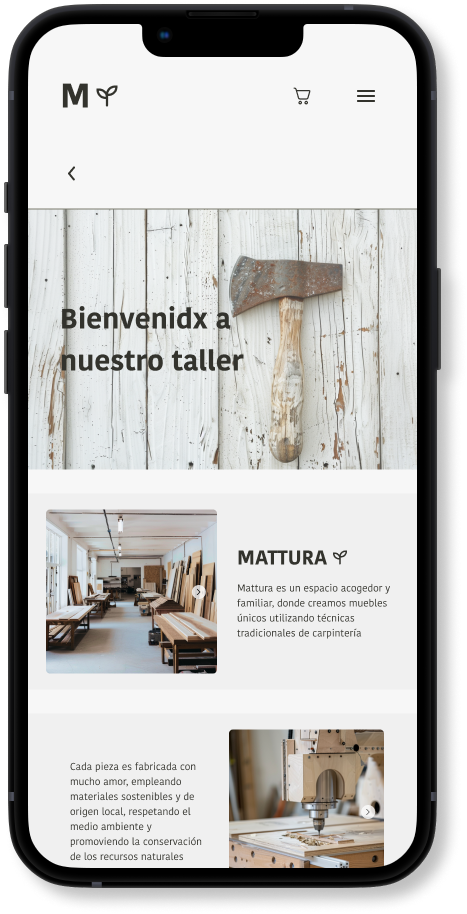 M
Bienvenidx a
nuestro taller
MATTURA
Mattura es un espacio acogedor y
familiar, donde creamos muebles
únicos utilizando técnicas
tradicionales de carpintería
Cada pieza es fabricada con
mucho amor, empleando
materiales sostenibles y de
origen local, respetando el
medio ambiente y
promoviendo la conservación
de los recursos naturales